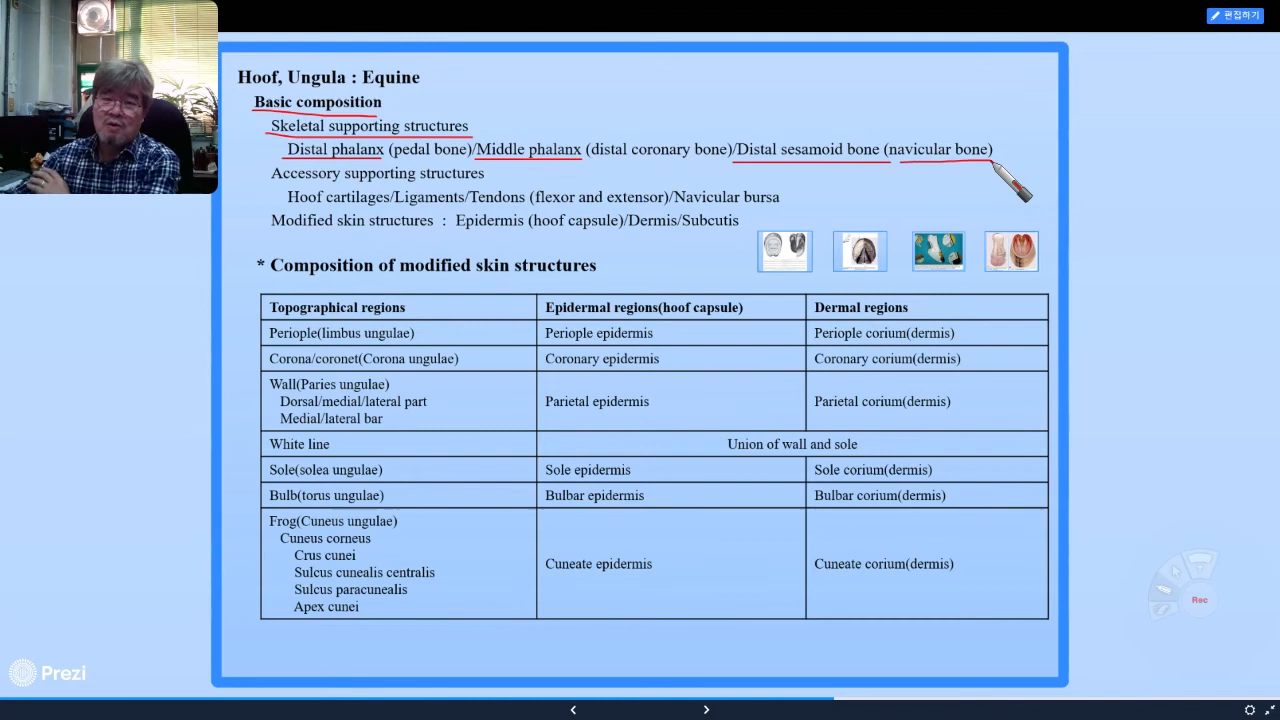 편집하기
Hoof, Ungula : Equine
Basic composition
Skeletal supporting structures
Distal phalanx (pedal bone)/Middle phalanx (distal coronary bone)/Distal sesamoid bone (navicular bone)
Accessory supporting structures
Hoof cartilages/Ligaments/Tendons (flexor and extensor)/Navicular bursa
Modified skin structures : Epidermis (hoof capsule)/Dermis/Subcutis
* Composition of modified skin structures
Topographical regions Epidermal regions(hoof capsule) Dermal regions
Periople(limbus ungulae) Periople epidermis Periople corium(dermis)
Corona/coronet(Corona ungulae) Coronary epidermis Coronary corium(dermis)
Wall(Paries ungulae)
Dorsal/medial/lateral part Parietal epidermis Parietal corium(dermis)
Medial/lateral bar
White line Union of wall and sole
Sole(solea ungulae) Sole epidermis Sole corium(dermis)
Bulb(torus ungulae) Bulbar epidermis Bulbar corium(dermis)
Frog(Cuneus ungulae)
Cuneus corneus
Crus cunei
Cuneate epidermis Cuneate corium(dermis)
Sulcus cunealis centralis
Sulcus paracunealis
Apex cunei
Rec
Prezi